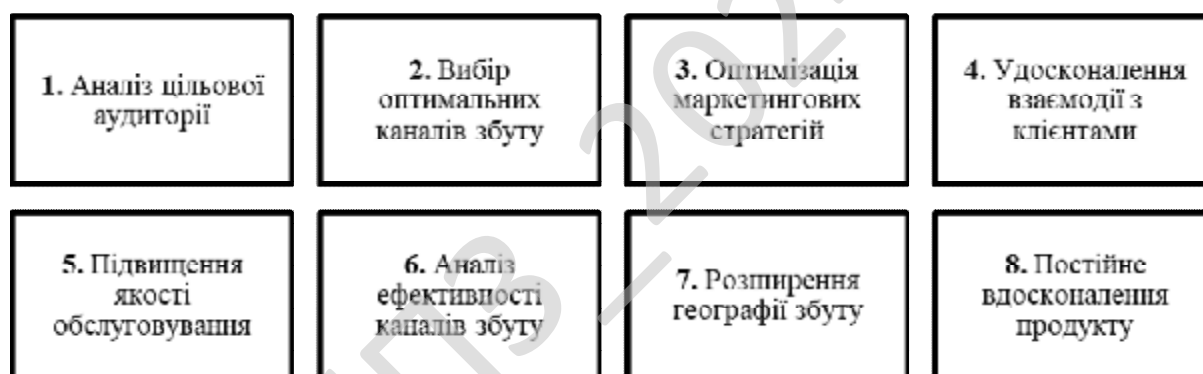 1. Аналіз цільової
аудиторії
2. Вибір
оптимальних
каналів збуту
3. Оптимізація
маркетингових
стратегій
4. Удосконалення
взаємодії з
клієнтами
5. Підвищення
якості
обслуговування
6. Аналіз
ефективності
каналів збуту
7. Розширення
географії збуту
8. Постійне
вдосконалення
продукту